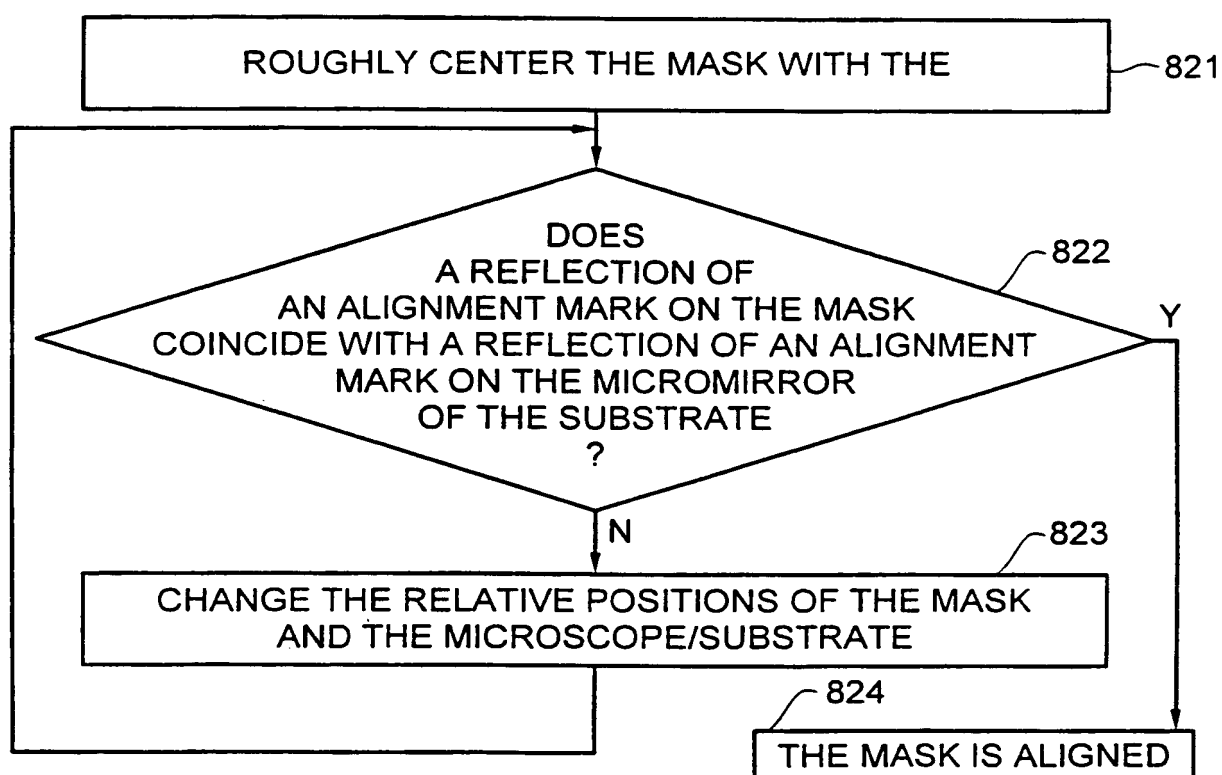 ROUGHLY CENTER THE MASK WITH THE
821
DOES
A REFLECTION OF
AN ALIGNMENT MARK ON THE MASK
COINCIDE WITH A REFLECTION OF AN ALIGNMENT
MARK ON THE MICROMIRROR
OF THE SUBSTRATE
?
822
Y
N
823
CHANGE THE RELATIVE POSITIONS OF THE MASK
AND THE MICROSCOPE/SUBSTRATE
824
THE MASK IS ALIGNED